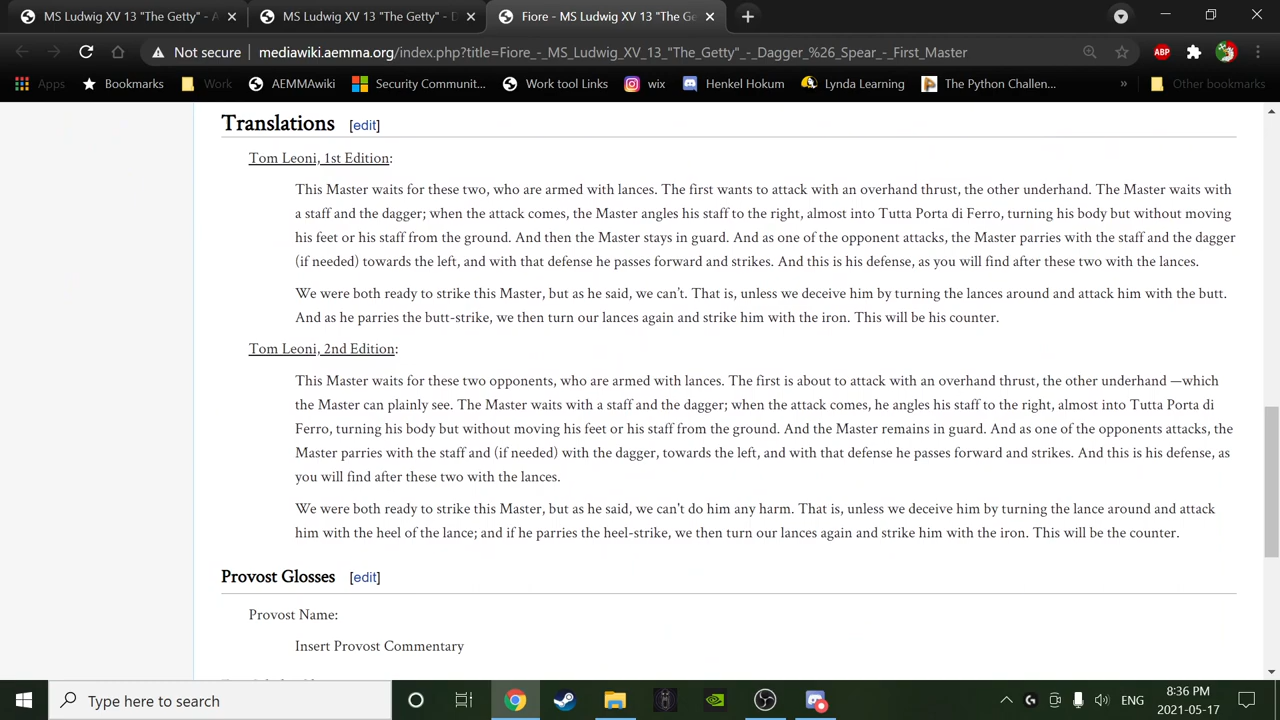 MS Ludwig XV 13 "The Getty" - A
MS Ludwig XV 13 "The Getty" - D
Fiore - MS Ludwig XV 13 "The Ge
Not secure
mediawiki.aemma.org/index.php?title=Fiore_-_MS_Ludwig_XV_13_"The_Getty"_-_Dagger_%26_Spear_-_First_Master
ABP
Apps
Bookmarks
Work
AEMMAwiki
Security Communit...
Work tool Links
wix
Henkel Hokum
Lynda Learning
The Python Challen...
»
Other bookmarks
Translations [edit]
Tom Leoni, 1st Edition:
This Master waits for these two, who are armed with lances. The first wants to attack with an overhand thrust, the other underhand. The Master waits with
a staff and the dagger; when the attack comes, the Master angles his staff to the right, almost into Tutta Porta di Ferro, turning his body but without moving
his feet or his staff from the ground. And then the Master stays in guard. And as one of the opponent attacks, the Master parries with the staff and the dagger
(if needed) towards the left, and with that defense he passes forward and strikes. And this is his defense, as you will find after these two with the lances.
We were both ready to strike this Master, but as he said, we can't. That is, unless we deceive him by turning the lances around and attack him with the butt.
And as he parries the butt-strike, we then turn our lances again and strike him with the iron. This will be his counter.
Tom Leoni, 2nd Edition:
This Master waits for these two opponents, who are armed with lances. The first is about to attack with an overhand thrust, the other underhand —which
the Master can plainly see. The Master waits with a staff and the dagger; when the attack comes, he angles his staff to the right, almost into Tutta Porta di
Ferro, turning his body but without moving his feet or his staff from the ground. And the Master remains in guard. And as one of the opponents attacks, the
Master parries with the staff and (if needed) with the dagger, towards the left, and with that defense he passes forward and strikes. And this is his defense, as
you will find after these two with the lances.
We were both ready to strike this Master, but as he said, we can't do him any harm. That is, unless we deceive him by turning the lance around and attack
him with the heel of the lance; and if he parries the heel-strike, we then turn our lances again and strike him with the iron. This will be the counter.
Provost Glosses [edit]
Provost Name:
Insert Provost Commentary
Type here to search
ENG
8:36 PM
2021-05-17